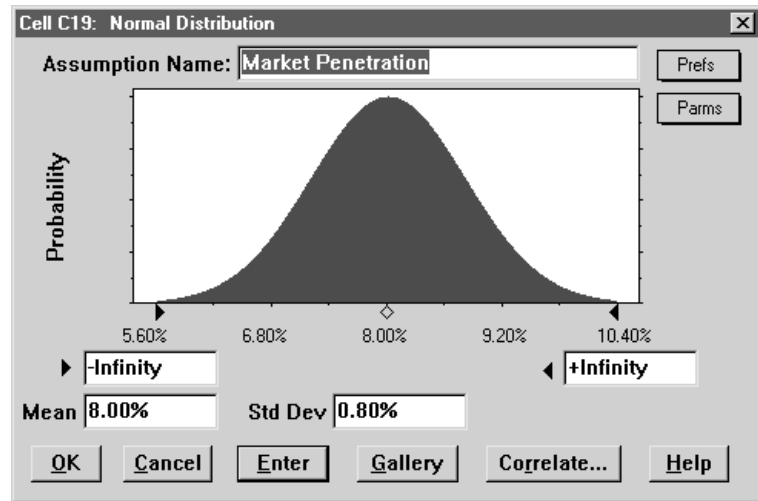 Cell C19: Normal Distribution
Assumption Name: Market Penetration
Prefs
Parms
Probability
5.60% 6.80% 8.00% 9.20% 10.40%
-Infinity +Infinity
Mean 8.00% Std Dev 0.80%
OK Cancel Enter Gallery Correlate... Help